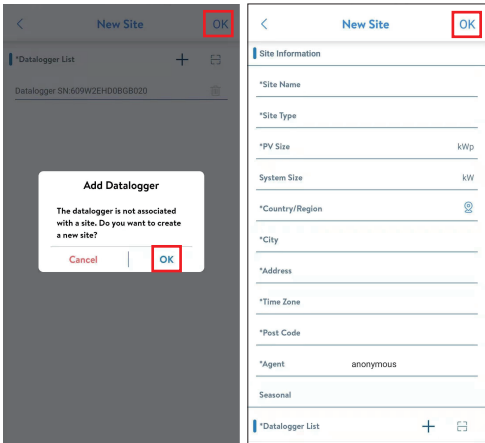 New Site
OK
*Datalogger List
Datalogger SN:609W2EHD0BGB020
Add Datalogger
The datalogger is not associated
with a site. Do you want to create
a new site?
Cancel
OK
New Site
OK
Site Information
*Site Name
*Site Type
*PV Size kWp
System Size kW
*Country/Region
*City
*Address
*Time Zone
*Post Code
*Agent anonymous
Seasonal
*Datalogger List